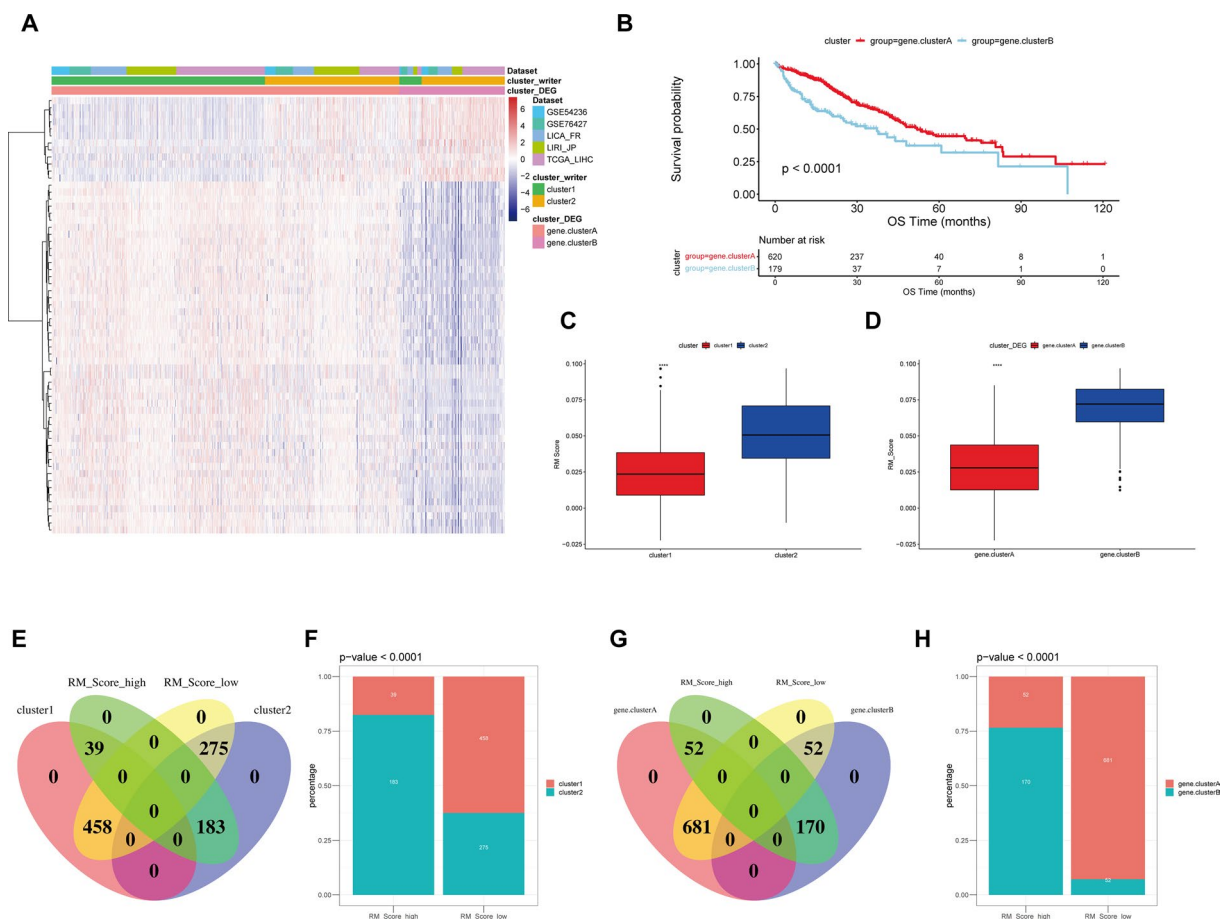 A
Dataset
cluster_writer
cluster_DEG
6
4
2
0
−2
−4
−6
Dataset
GSE54236
GSE76427
LICA_FR
LIRI_JP
TCGA_LIHC
cluster_writer
cluster1
cluster2
cluster_DEG
gene.clusterA
gene.clusterB
B
cluster group=gene.clusterA group=gene.clusterB
Survival probability
1.00
0.75
0.50
0.25
0.00
p < 0.0001
0 30 60 90 120
OS Time (months)
Number at risk
cluster
group=gene.clusterA 620 237 40 8 1
group=gene.clusterB 179 37 7 1 0
0 30 60 90 120
OS Time (months)
C
cluster cluster1 cluster2
RM Score
0.100
0.075
0.050
0.025
0.000
−0.025
****
cluster1 cluster2
D
cluster_DEG gene.clusterA gene.clusterB
RM_Score
0.100
0.075
0.050
0.025
0.000
−0.025
****
gene.clusterA gene.clusterB
E
RM_Score_high RM_Score_low
cluster1 cluster2
0 0
39 0 275
0 0 0 0
0
458 0 0 183
0
F
p−value < 0.0001
percentage
1.00
0.75
0.50
0.25
0.00
39
183
458
275
RM_Score_high RM_Score_low
cluster1
cluster2
G
RM_Score_high RM_Score_low
gene.clusterA gene.clusterB
0 0
52 0 52
0 0 0 0
0
681 0 0 170
0
H
p−value < 0.0001
percentage
1.00
0.75
0.50
0.25
0.00
52
170
681
52
RM_Score_high RM_Score_low
gene.clusterA
gene.clusterB